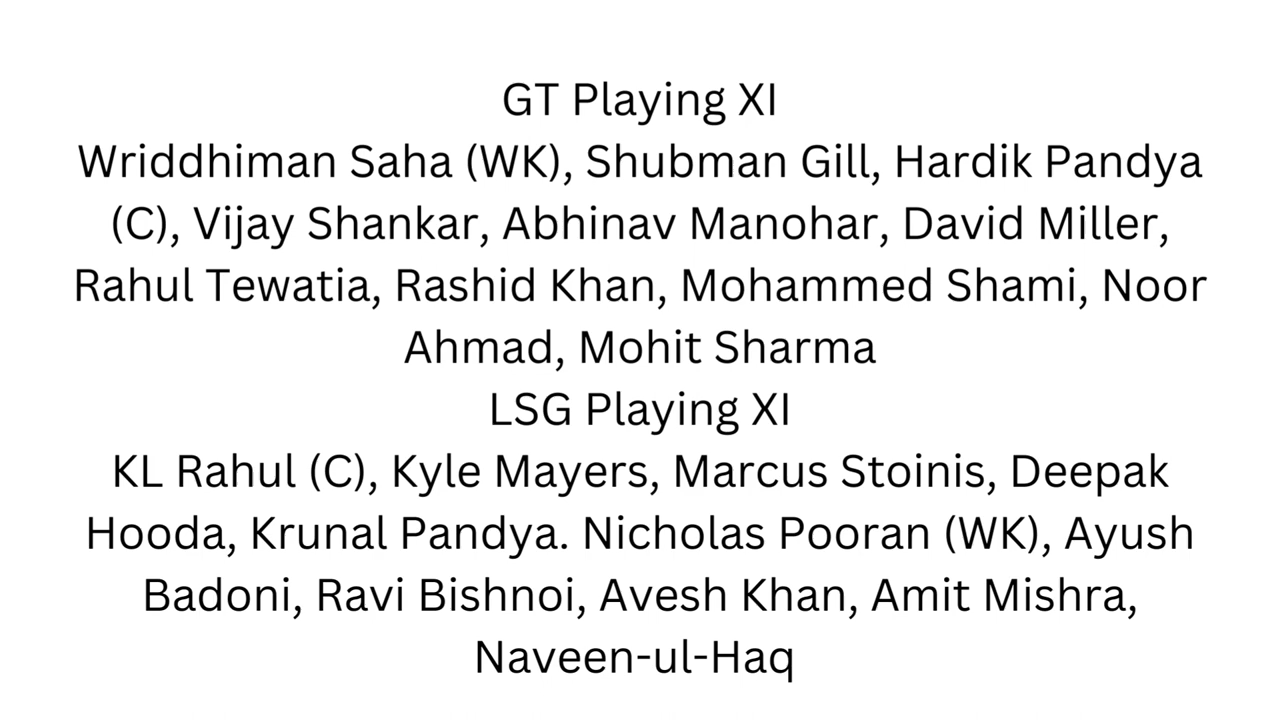 GT Playing XI
Wriddhiman Saha (WK), Shubman Gill, Hardik Pandya
(C), Vijay Shankar, Abhinav Manohar, David Miller,
Rahul Tewatia, Rashid Khan, Mohammed Shami, Noor
Ahmad, Mohit Sharma
LSG Playing XI
KL Rahul (C), Kyle Mayers, Marcus Stoinis, Deepak
Hooda, Krunal Pandya. Nicholas Pooran (WK), Ayush
Badoni, Ravi Bishnoi, Avesh Khan, Amit Mishra,
Naveen-ul-Haq